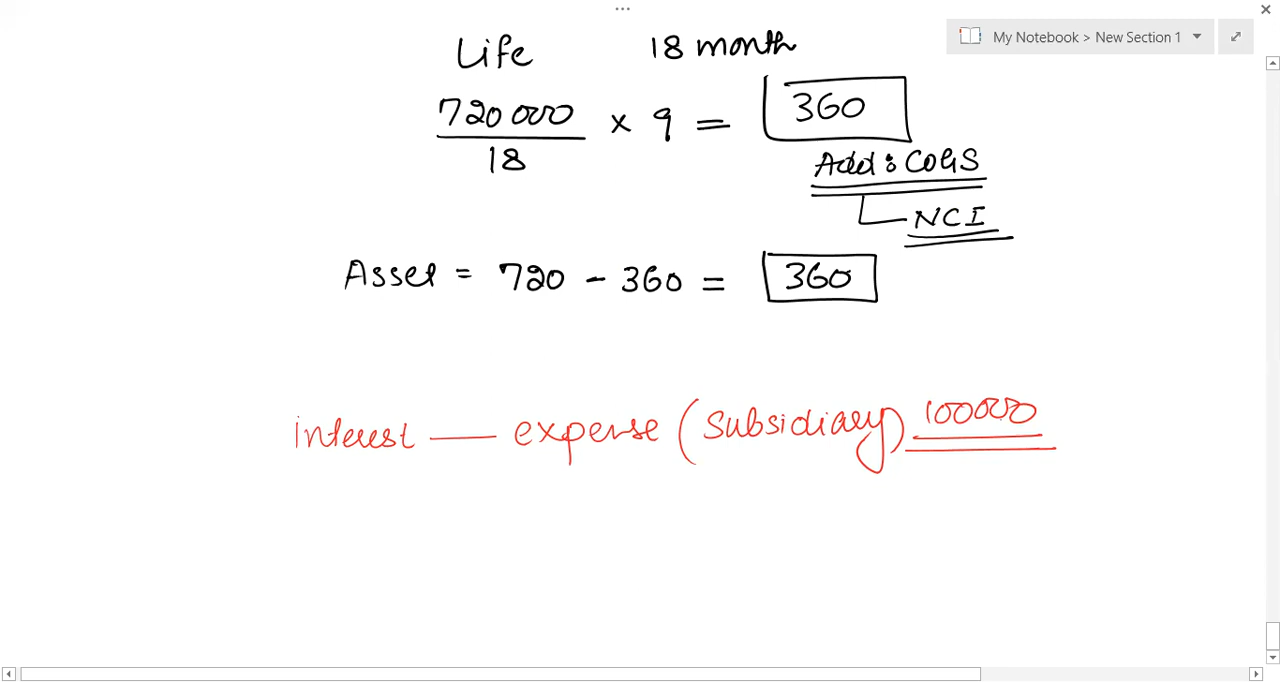 ...
My Notebook > New Section 1
Life 18 month
720000
18
× 9 = 360
Add: COGS
NCI
Asset = 720 - 360 = 360
interest — expense (Subsidiary) 100000